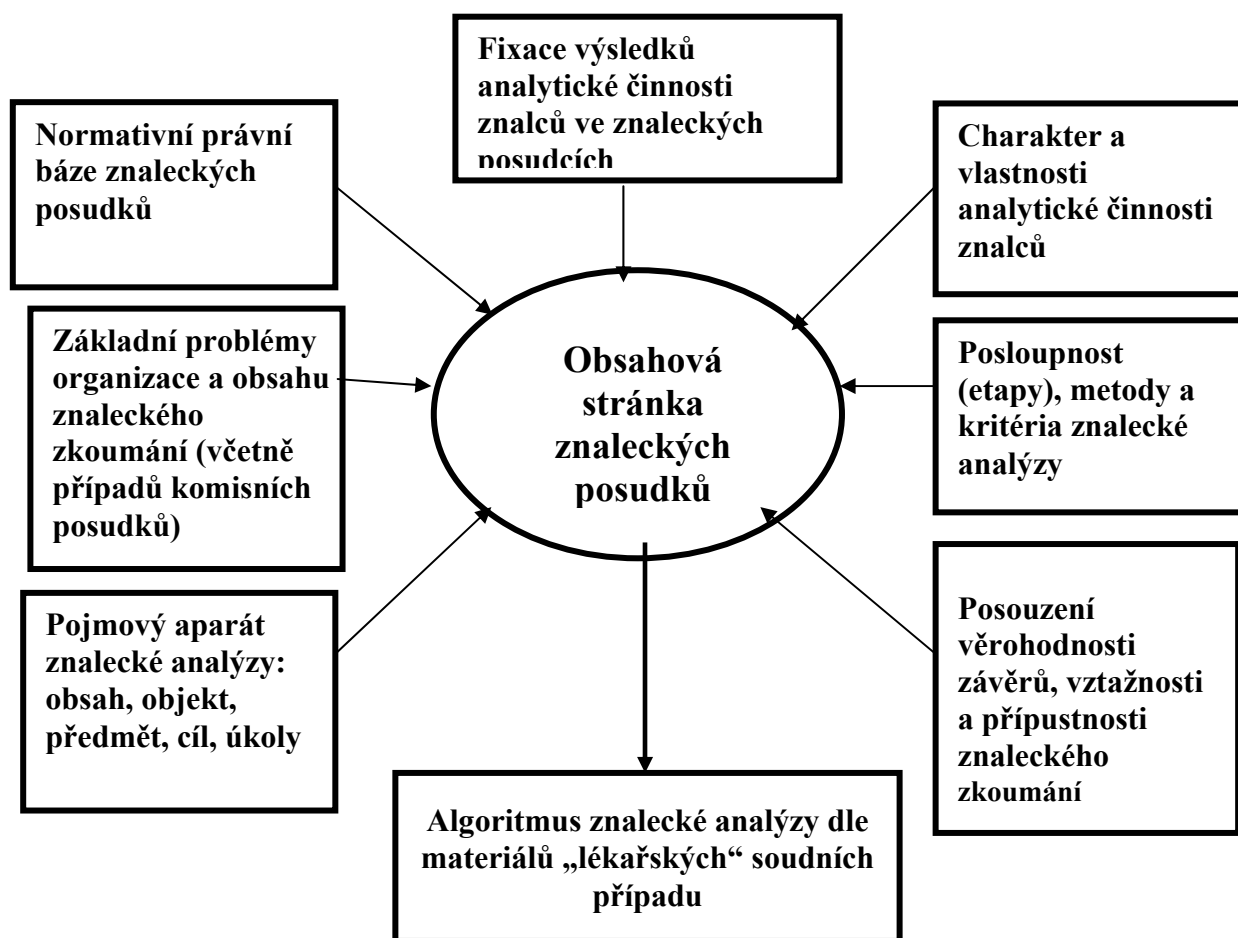 Fixace výsledků
analytické činnosti
znalců ve znaleckých
posudcích
Normativní právní
báze znaleckých
posudků
Charakter a
vlastnosti
analytické činnosti
znalců
Základní problémy
organizace a obsahu
znaleckého
zkoumání (včetně
případů komisních
posudků)
Obsahová
stránka
znaleckých
posudků
Posloupnost
(etapy), metody a
kritéria znalecké
analýzy
Pojmový aparát
znalecké analýzy:
obsah, objekt,
předmět, cíl, úkoly
Posouzení
věrohodnosti
závěrů, vztažnosti
a přípustnosti
znaleckého
zkoumání
Algoritmus znalecké analýzy dle
materiálů „lékařských“ soudních
případu